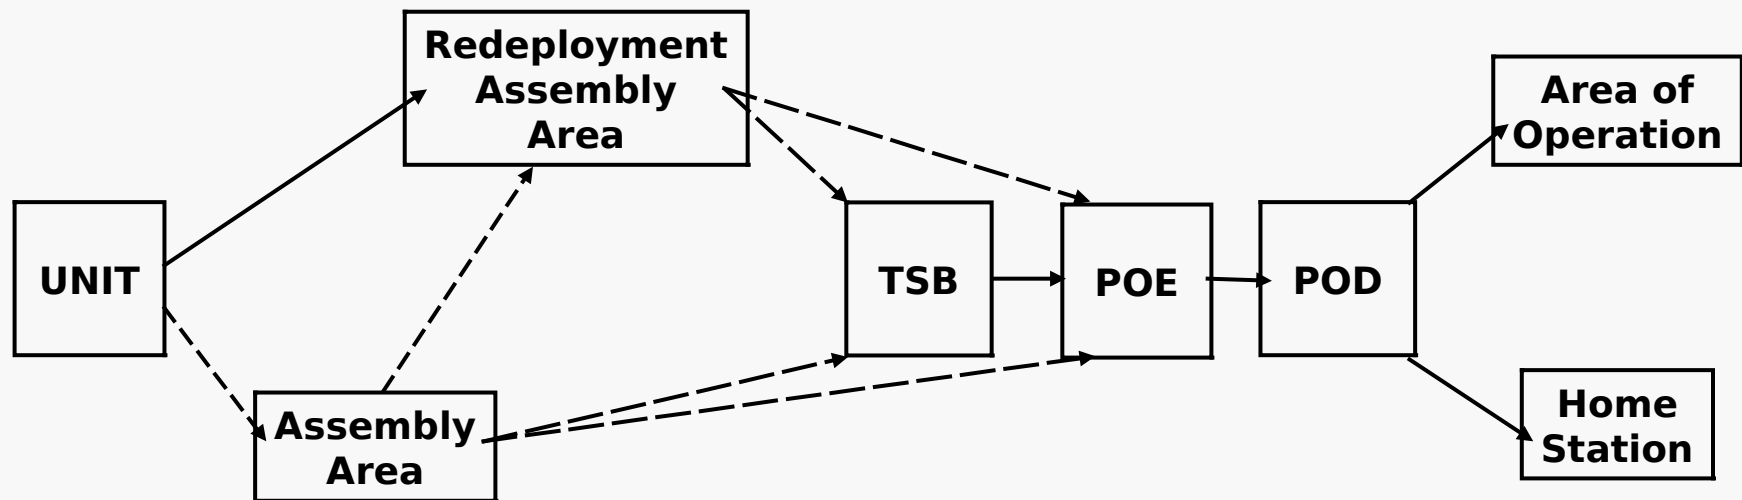 Redeployment
Assembly
Area
Area of
Operation
UNIT
TSB
POE
POD
Assembly
Area
Home
Station